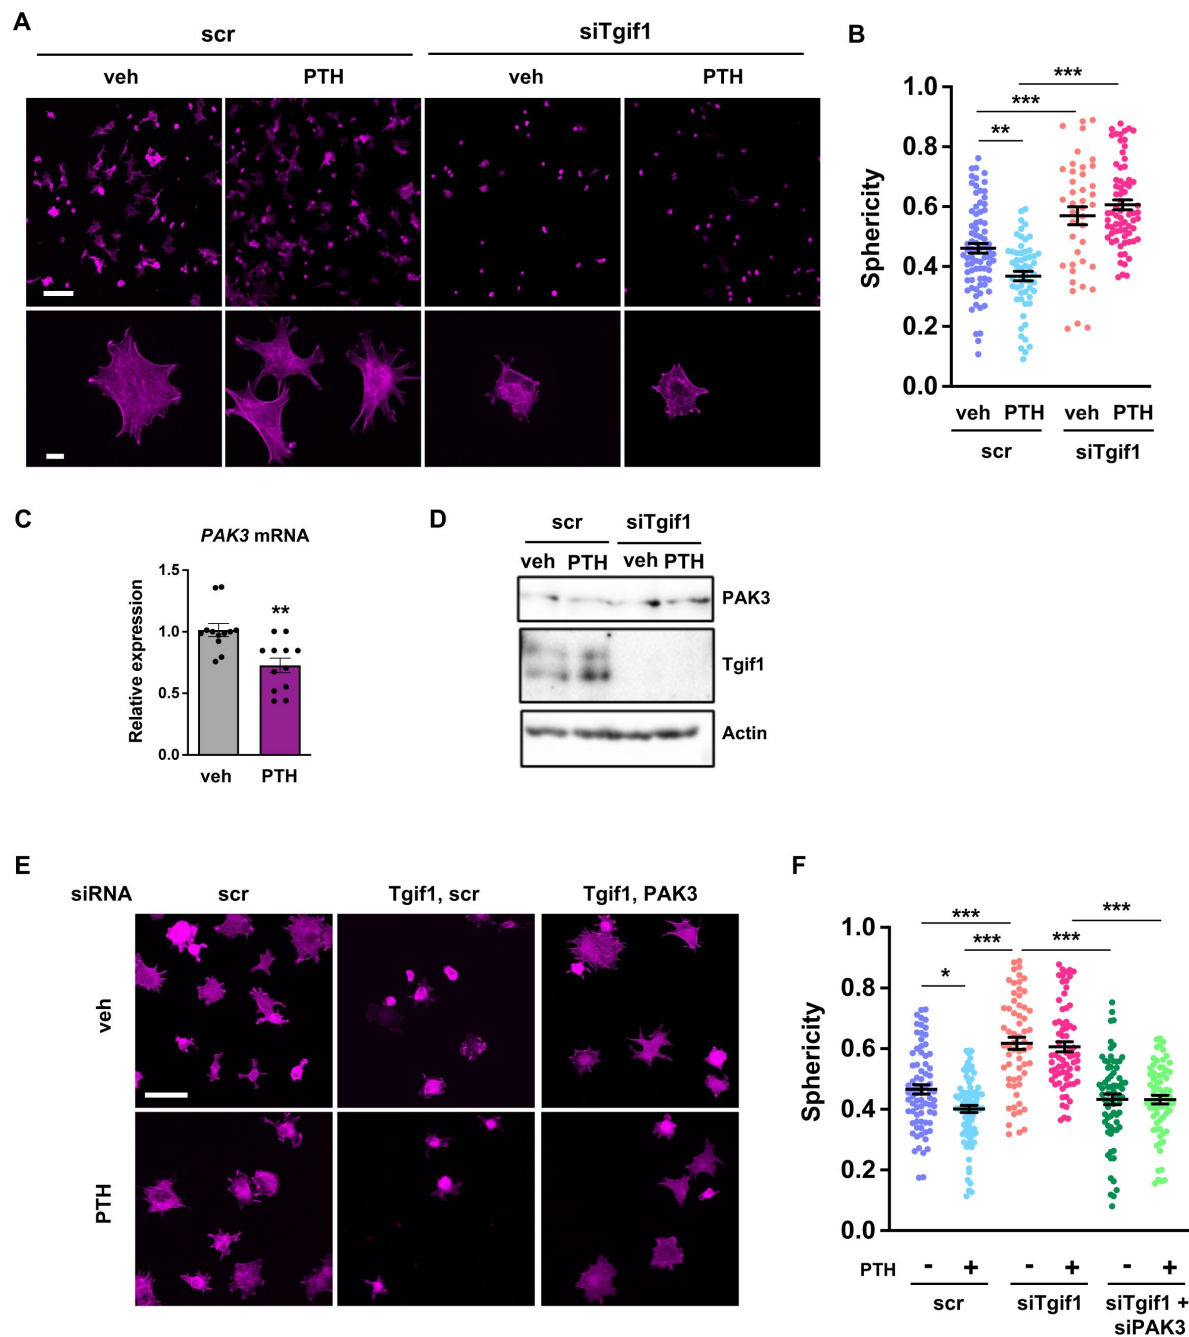 A
scr
siTgif1
veh
PTH
veh
PTH
B
***
***
**
1.0
0.8
0.6
0.4
0.2
0.0
Sphericity
veh PTH veh PTH
scr
siTgif1
C
PAK3 mRNA
1.5
1.0
0.5
0.0
Relative expression
**
veh PTH
D
scr siTgif1
veh PTH veh PTH
PAK3
Tgif1
Actin
E
siRNA scr Tgif1, scr Tgif1, PAK3
veh
PTH
F
***
***
***
***
*
1.0
0.8
0.6
0.4
0.2
0.0
Sphericity
PTH - + - + - +
scr siTgif1 siTgif1 +
siPAK3